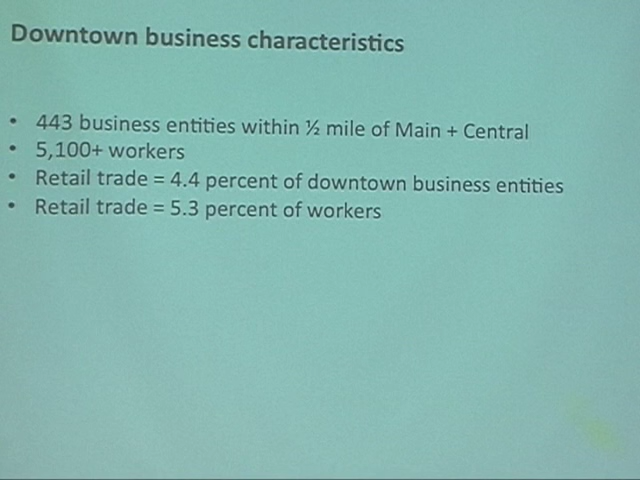 Downtown business characteristics
• 443 business entities within ½ mile of Main + Central
• 5,100+ workers
• Retail trade = 4.4 percent of downtown business entities
• Retail trade = 5.3 percent of workers